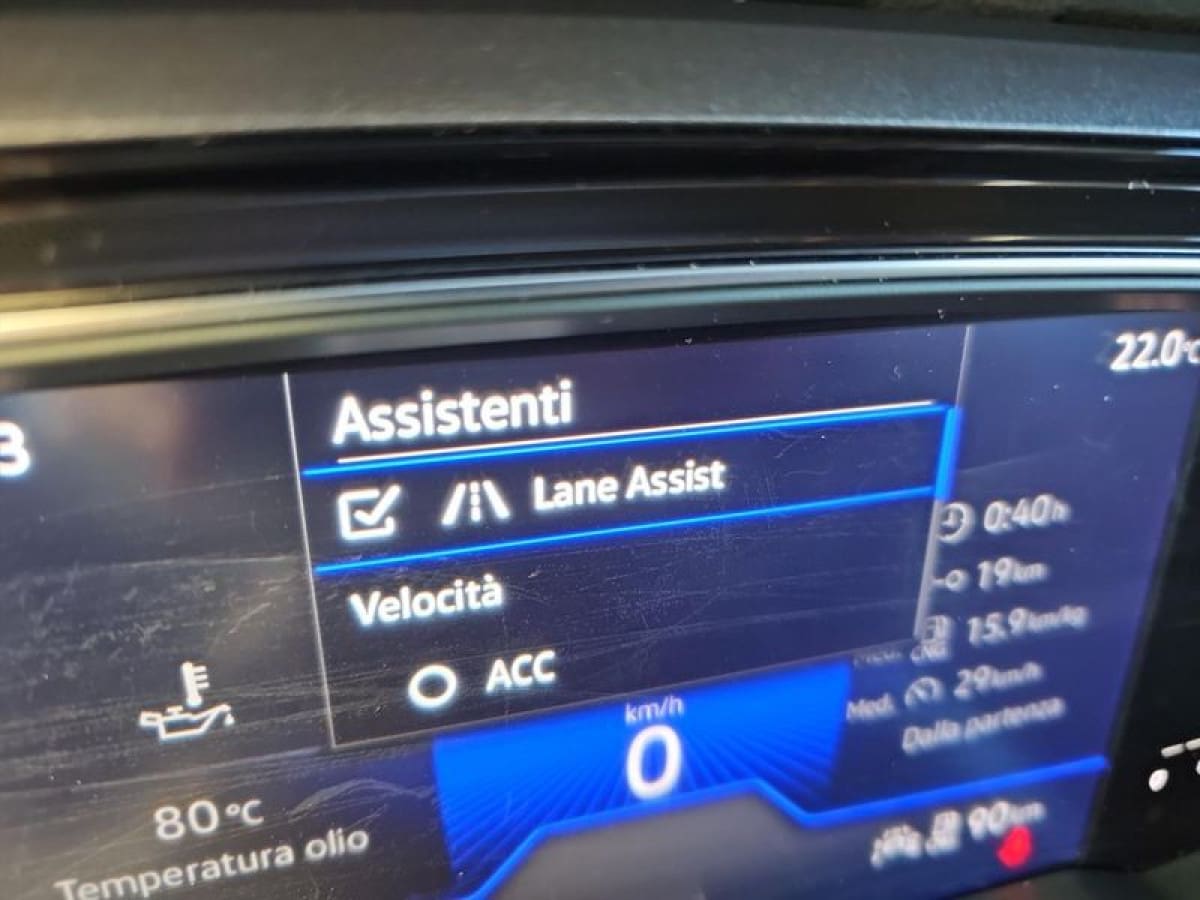 22.0°C
3
Assistenti
Lane Assist
Velocità
ACC
0:40h
19km
15.9km/kg
CNG
Med. 29km/h
Dalla partenza
km/h
0
80°C
Temperatura olio
90km